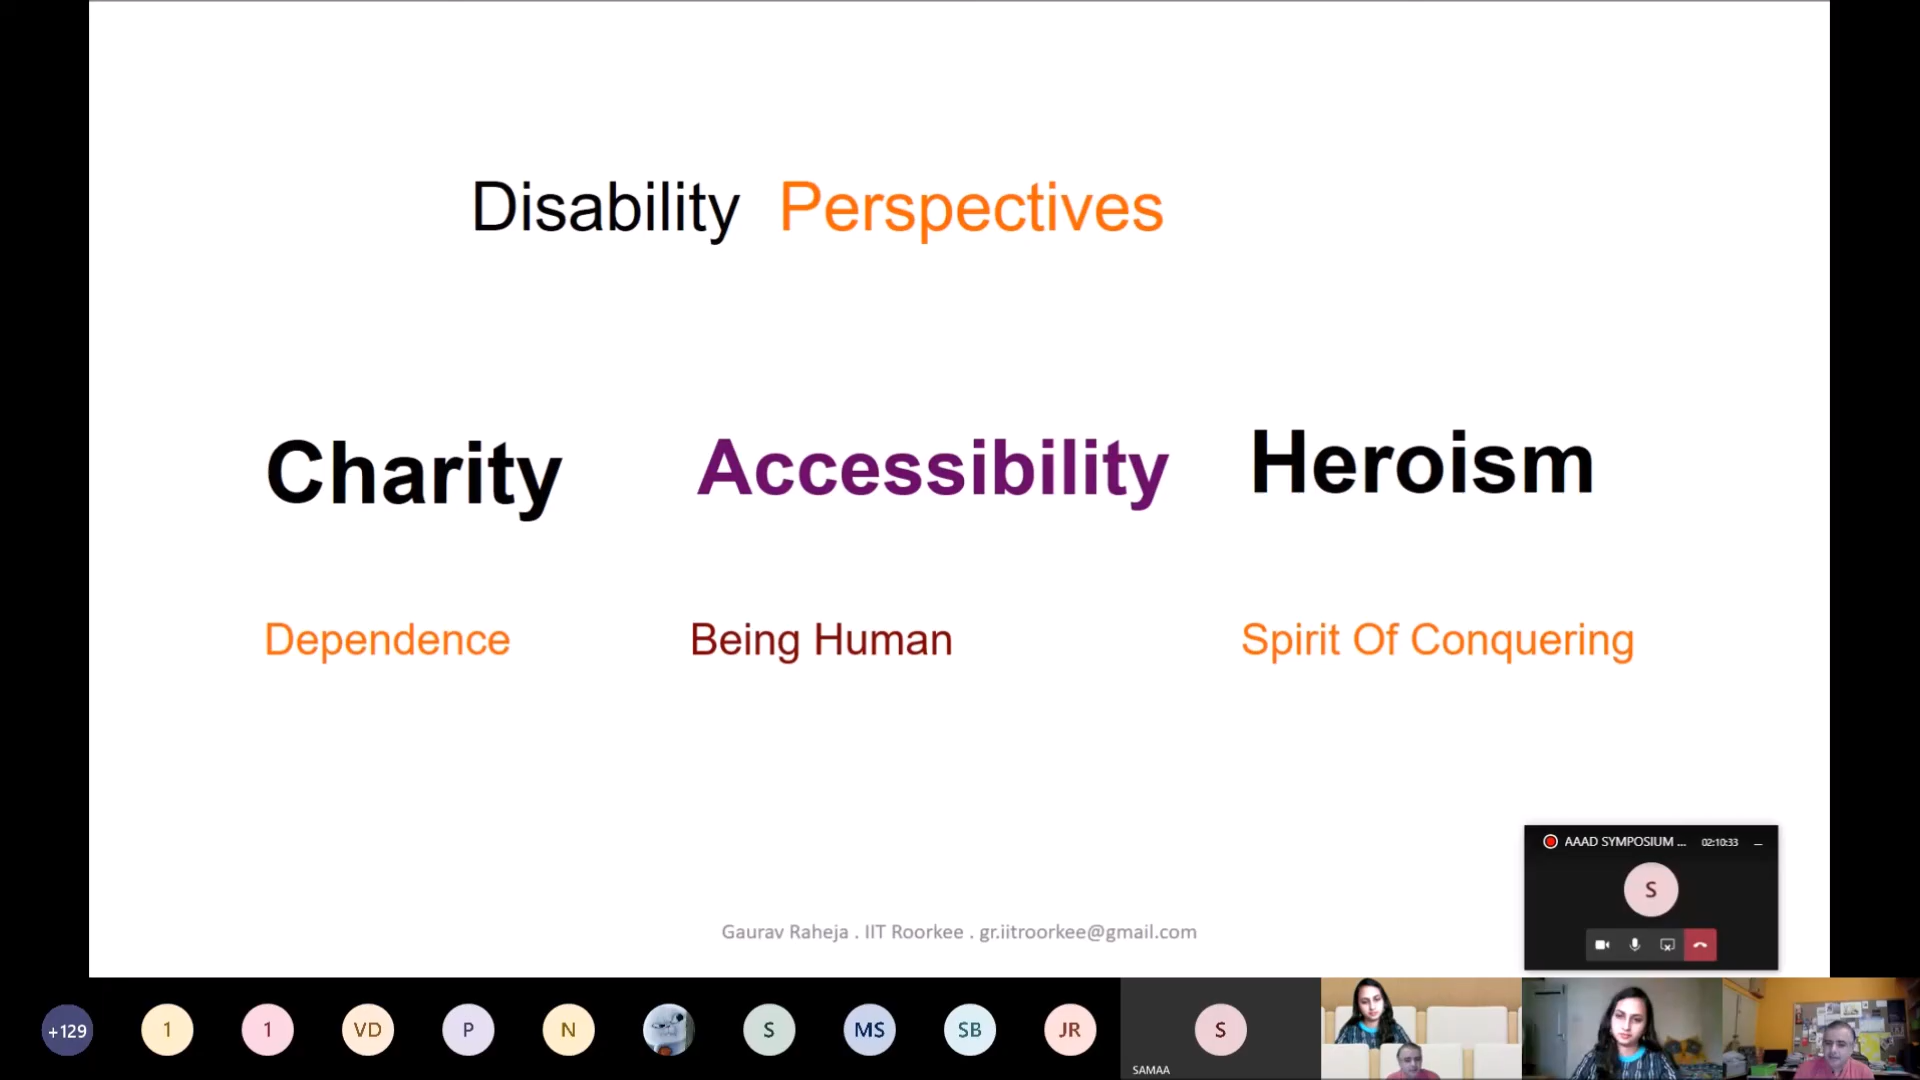 Disability Perspectives
Charity Accessibility Heroism
Dependence Being Human Spirit Of Conquering
AAAD SYMPOSIUM ... 02:10:33
S
Gaurav Raheja . IIT Roorkee . gr.iitroorkee@gmail.com
+129 1 1 VD P N S MS SB JR S
SAMAA